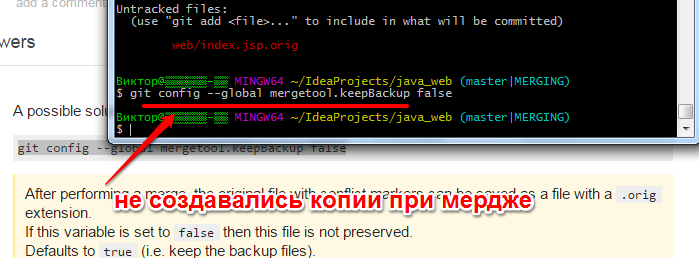 add a comment
wers
A possible solu
git config --global mergetool.keepBackup false
After performing a merge, the original file with conflict markers can be saved as a file with a .orig
extension.
If this variable is set to false then this file is not preserved.
Defaults to true (i.e. keep the backup files).
Untracked files:
(use "git add <file>..." to include in what will be committed)
web/index.jsp.orig
Виктор@ MINGW64 ~/IdeaProjects/java_web (master|MERGING)
$ git config --global mergetool.keepBackup false
Виктор@ MINGW64 ~/IdeaProjects/java_web (master|MERGING)
$
не создавались копии при мердже